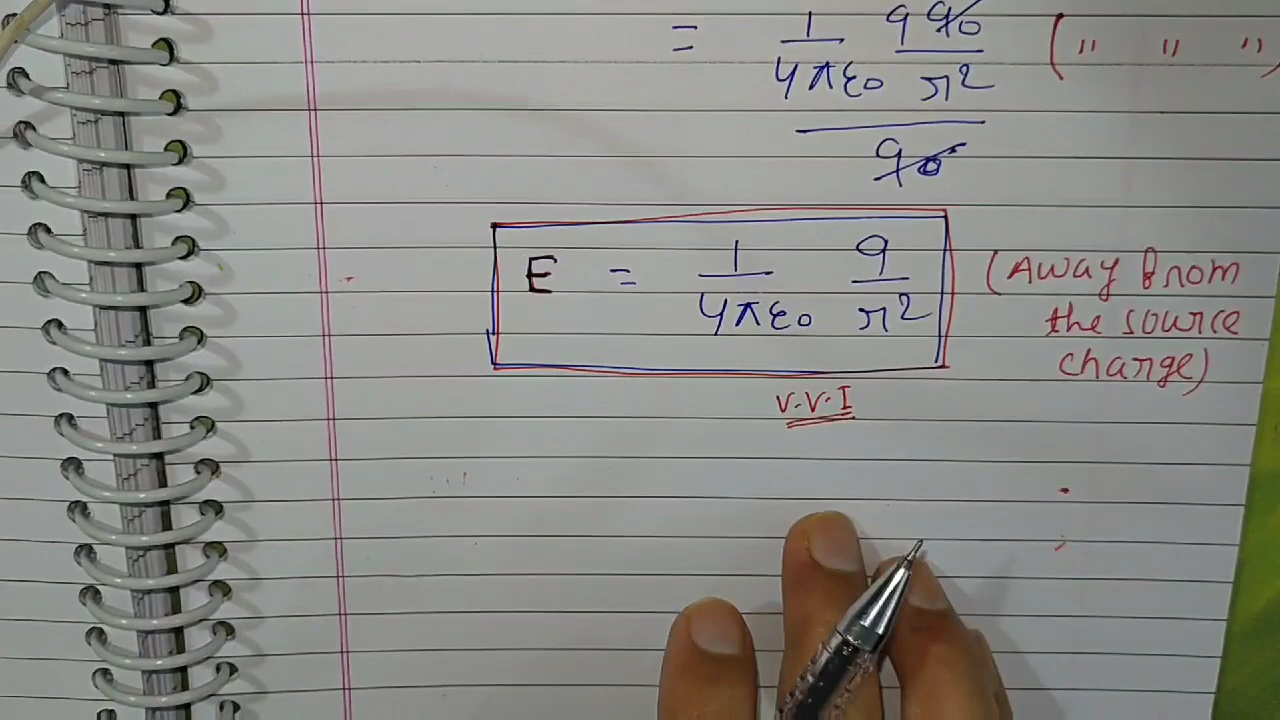 = 1/4πε₀ qq₀/r² (" " ")
q₀
E = 1/4πε₀ q/r² (Away from
the source
charge)
V.V.I